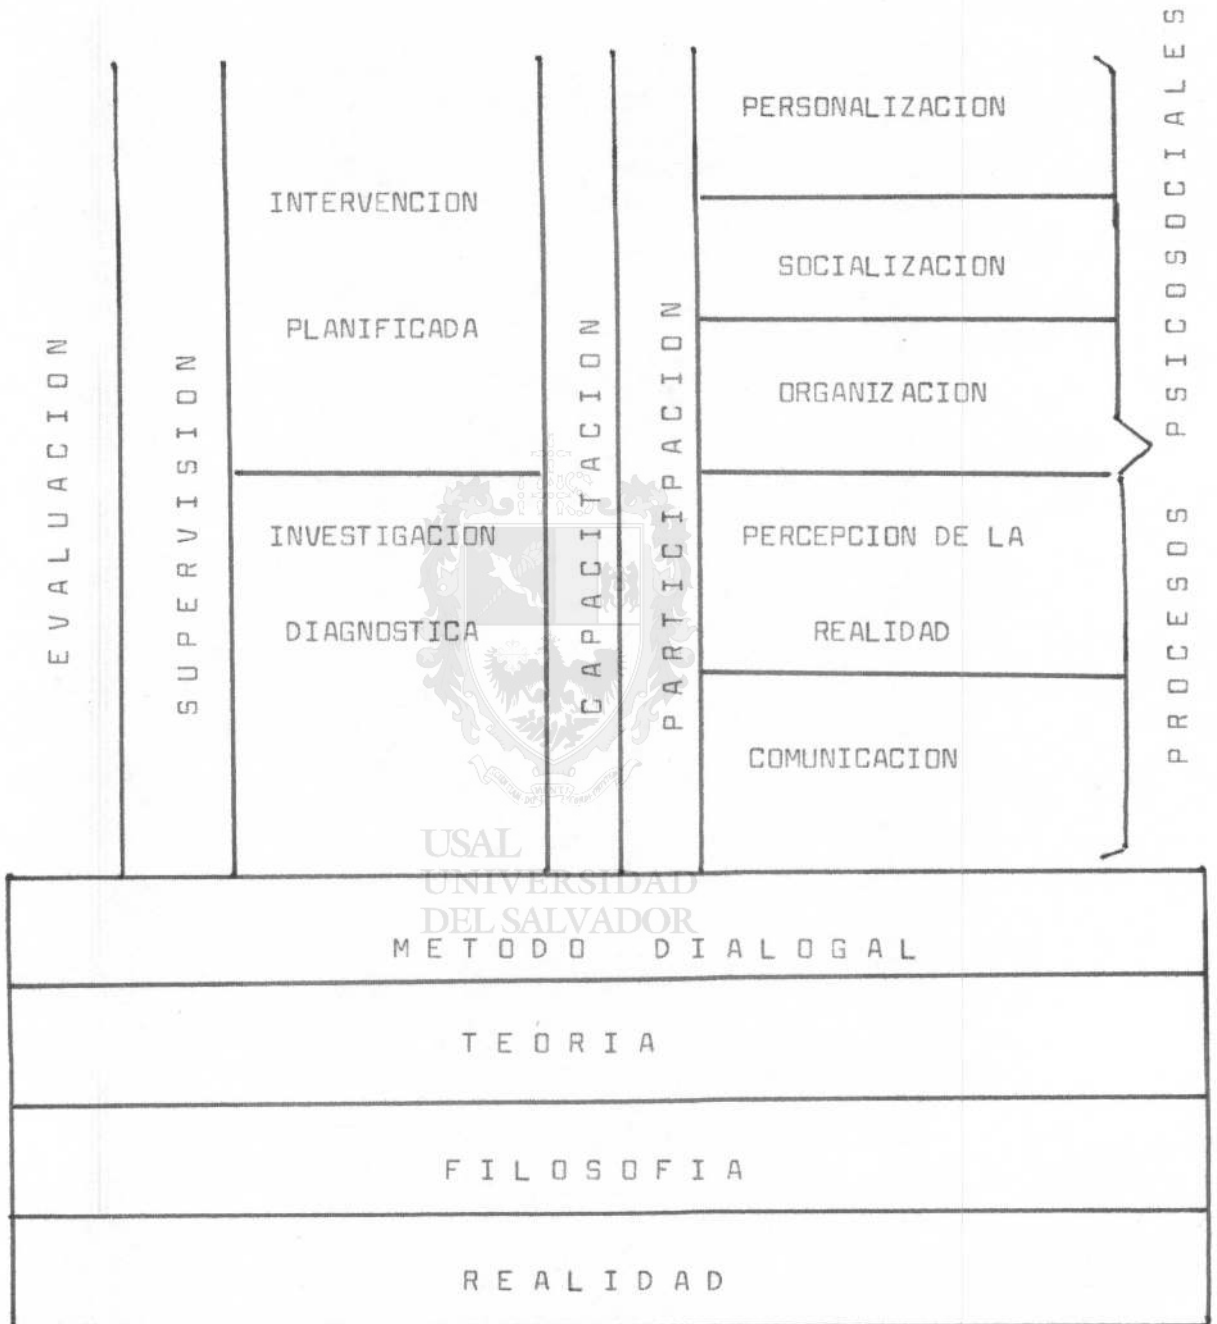 EVALUACION
SUPERVISION
INTERVENCION
PLANIFICADA
INVESTIGACION
DIAGNOSTICA
CAPACITACION
PARTICIPACION
PERSONALIZACION
SOCIALIZACION
ORGANIZACION
PERCEPCION DE LA
REALIDAD
COMUNICACION
PROCESOS PSICOSOCIALES
USAL
UNIVERSIDAD
DEL SALVADOR
METODO DIALOGAL
TEORIA
FILOSOFIA
REALIDAD